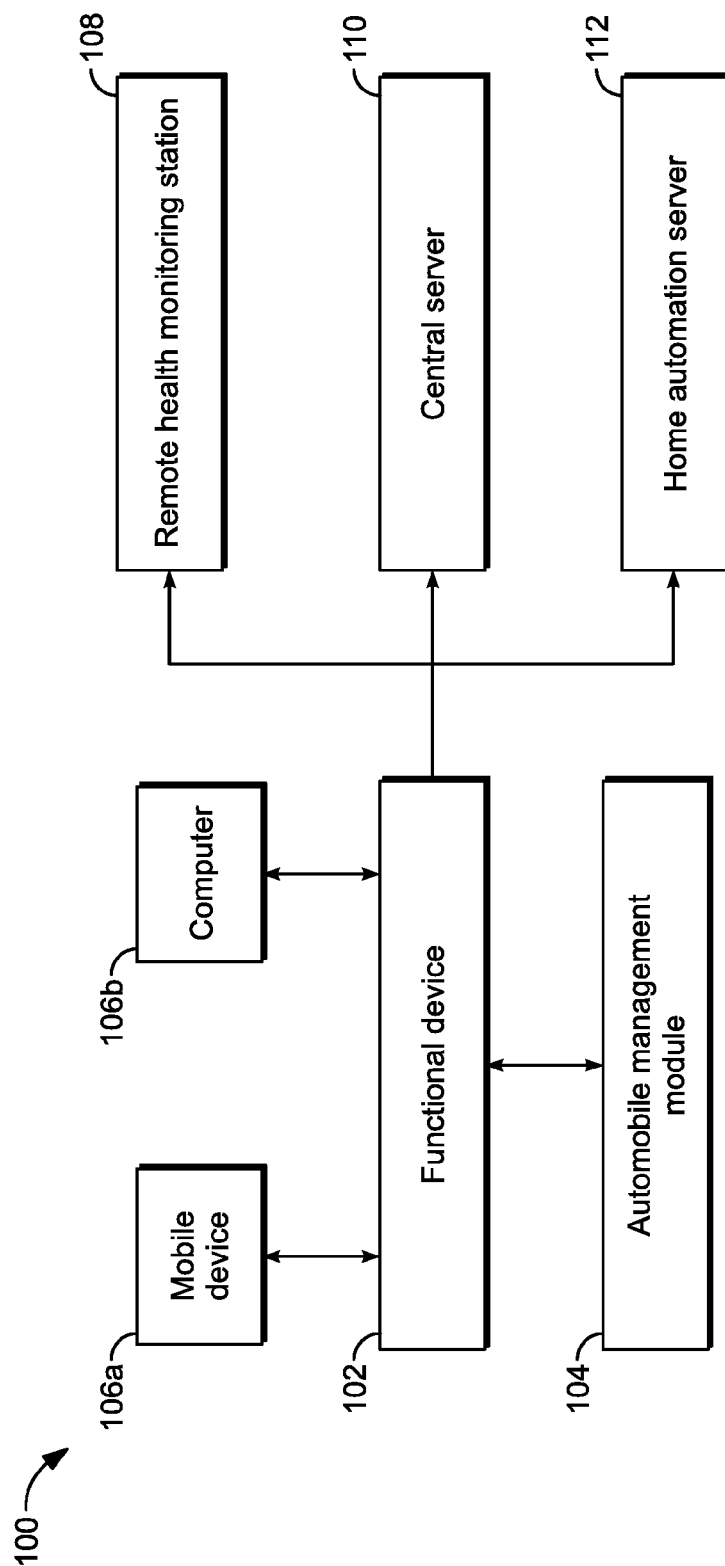 100
106a
Mobile
device
106b
Computer
102
Functional device
104
Automobile management
module
108
Remote health monitoring station
110
Central server
112
Home automation server